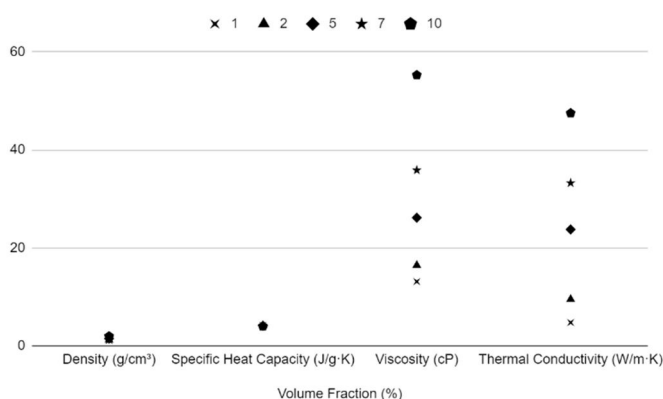 1 2 5 7 10
60
40
20
0
Density (g/cm³) Specific Heat Capacity (J/g·K) Viscosity (cP) Thermal Conductivity (W/m·K)
Volume Fraction (%)